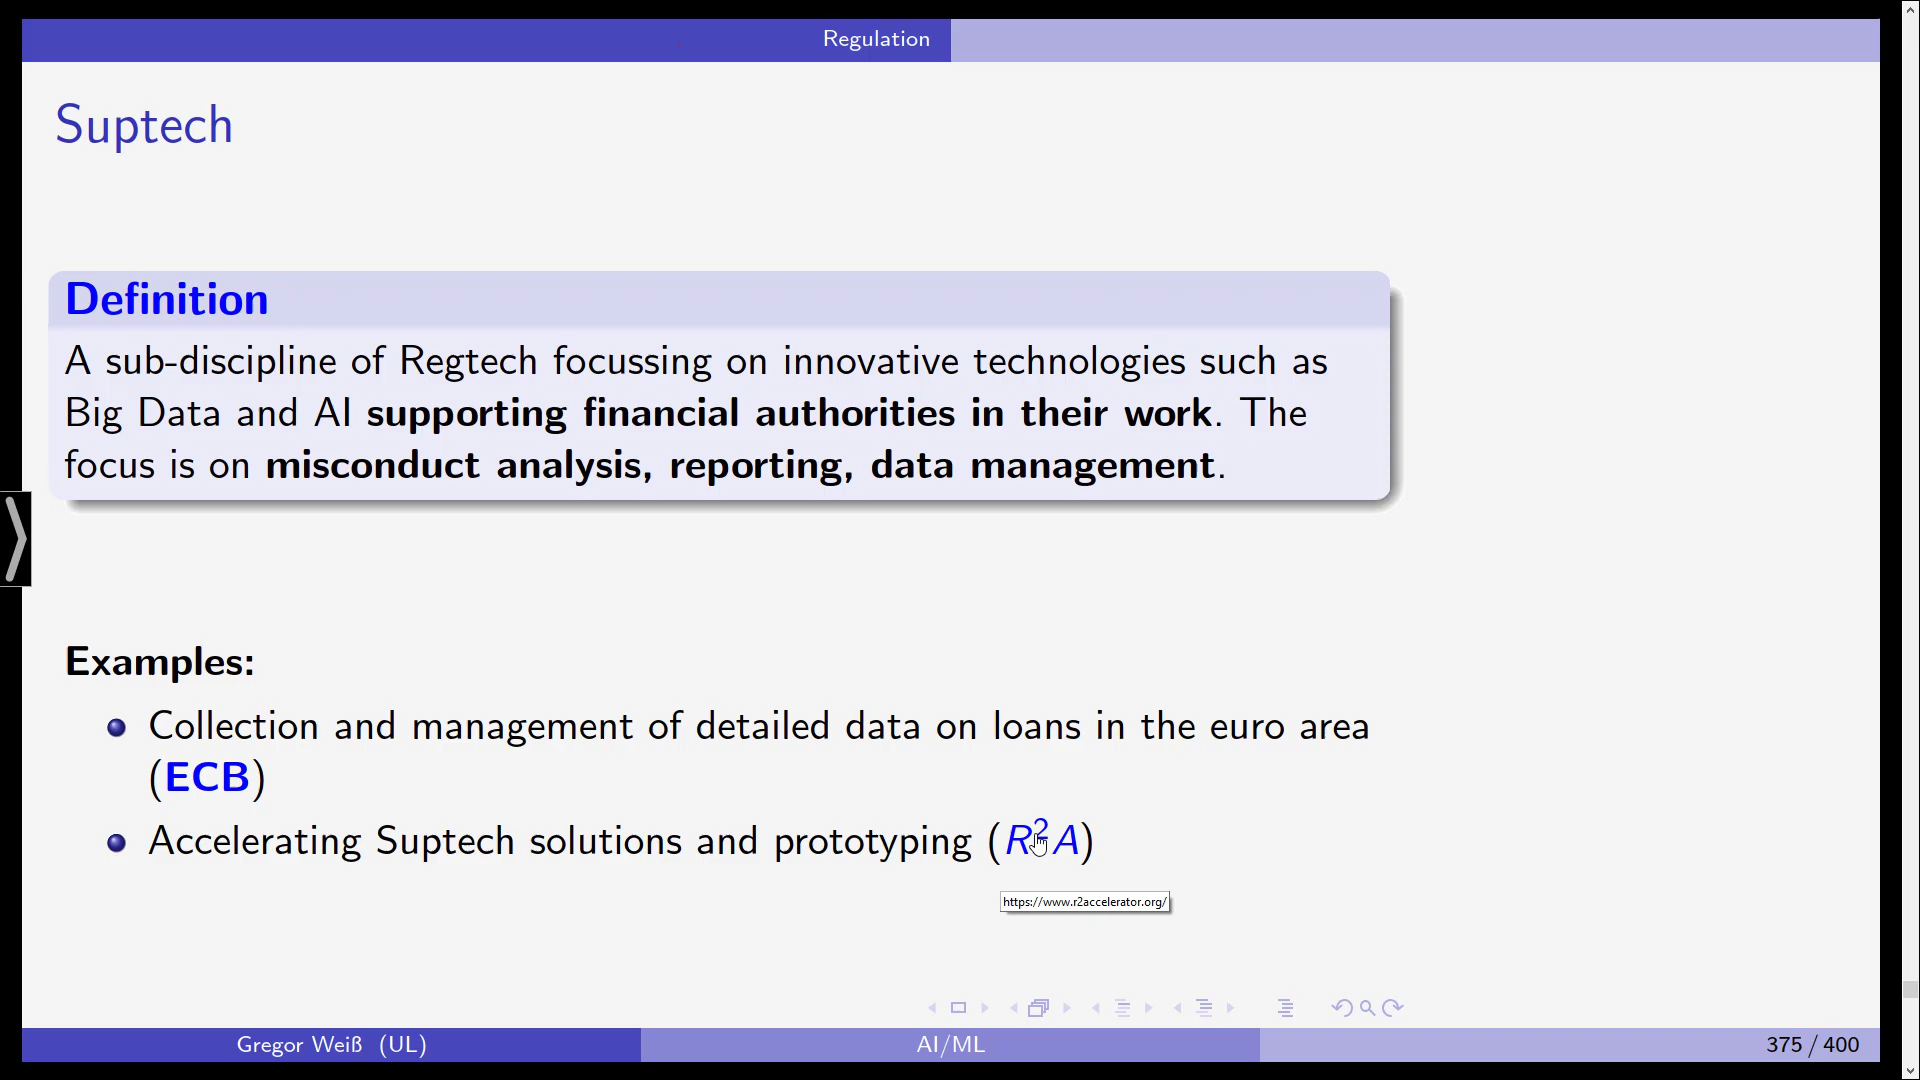 Regulation
Suptech
Definition
A sub-discipline of Regtech focussing on innovative technologies such as
Big Data and AI supporting financial authorities in their work. The
focus is on misconduct analysis, reporting, data management.
Examples:
Collection and management of detailed data on loans in the euro area
(ECB)
Accelerating Suptech solutions and prototyping (R²A)
https://www.r2accelerator.org/
Gregor Weiß (UL) AI/ML 375 / 400